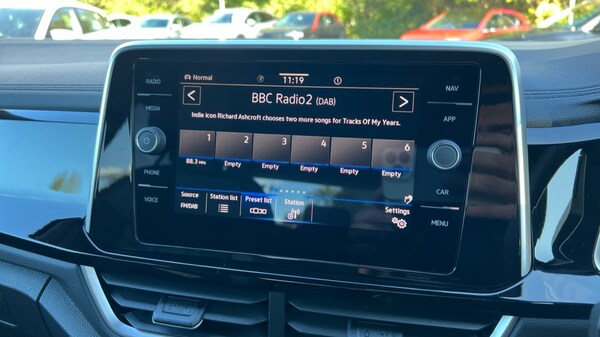 RADIO
MEDIA
PHONE
VOICE
Normal
11:19
BBC Radio2 (DAB)
Indie icon Richard Ashcroft chooses two more songs for Tracks Of My Years.
1 2 3 4 5 6
88.3 MHz Empty Empty Empty Empty Empty
Source Station list Preset list Station Settings
FM/DAB
NAV
APP
CAR
MENU